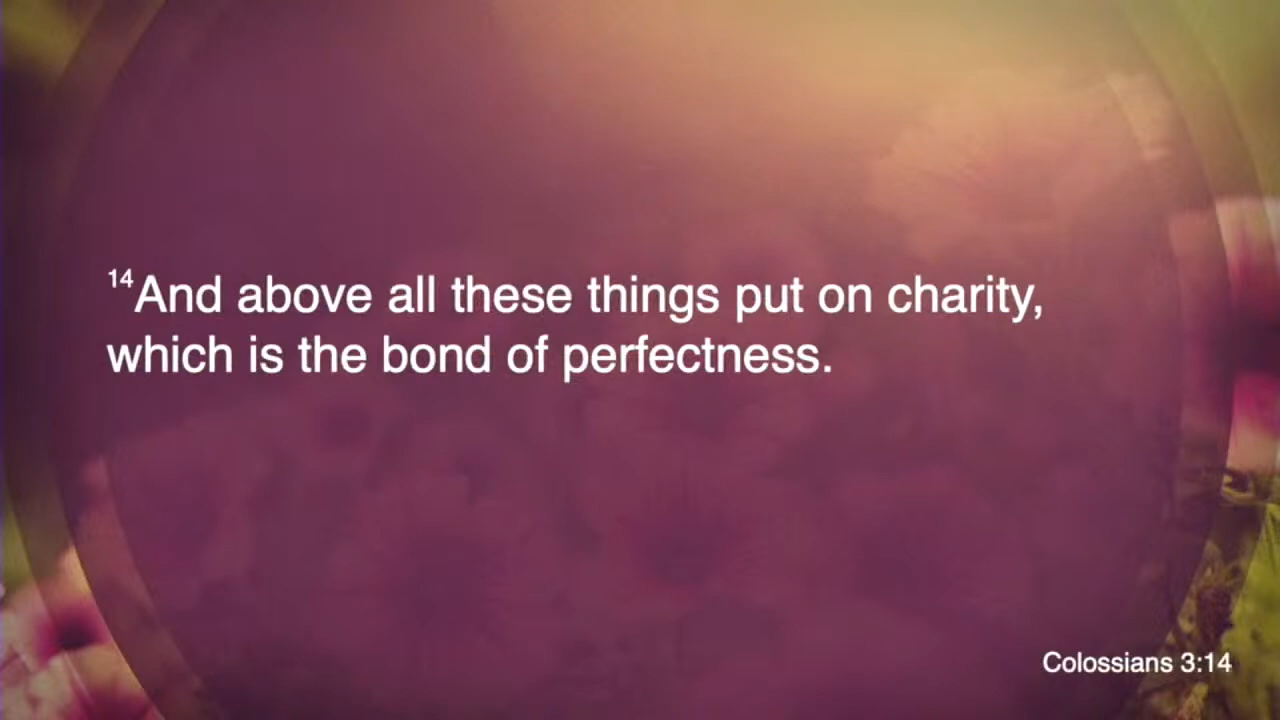 14And above all these things put on charity,
which is the bond of perfectness.
Colossians 3:14